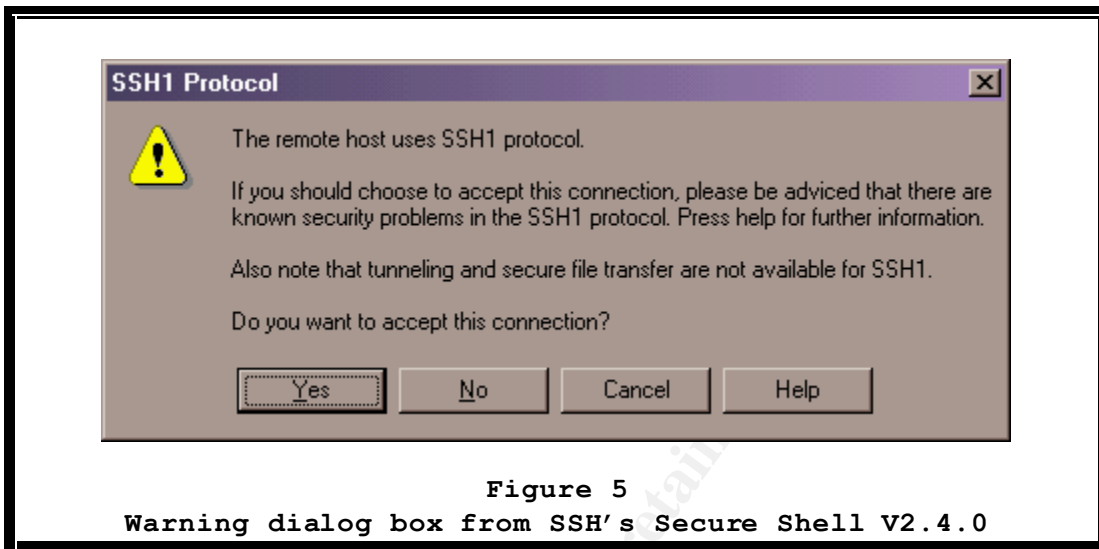 SSH1 Protocol
The remote host uses SSH1 protocol.
If you should choose to accept this connection, please be adviced that there are
known security problems in the SSH1 protocol. Press help for further information.
Also note that tunneling and secure file transfer are not available for SSH1.
Do you want to accept this connection?
Yes
No
Cancel
Help
Figure 5
Warning dialog box from SSH's Secure Shell V2.4.0